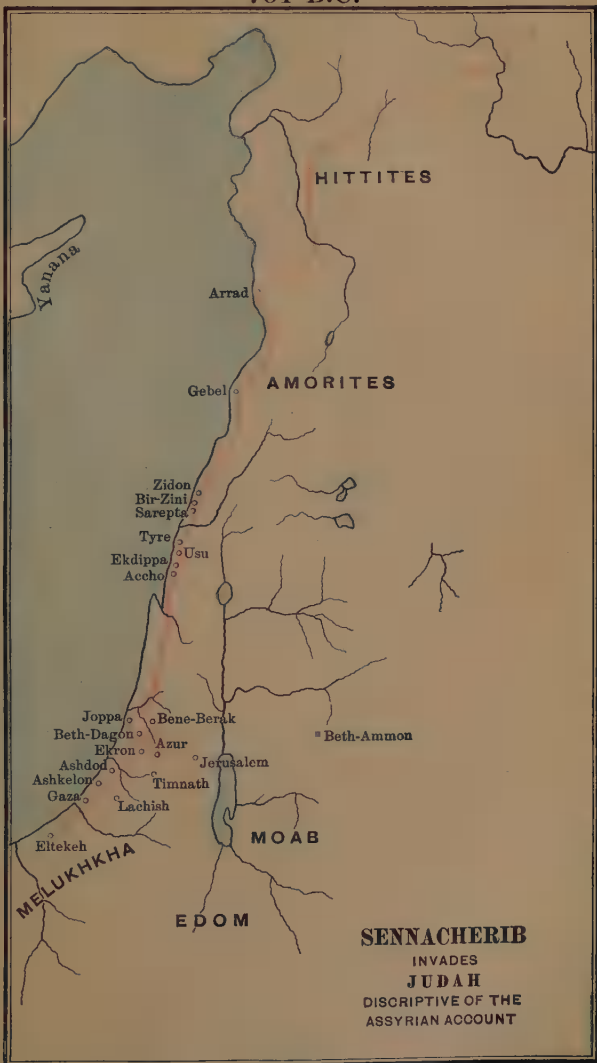 HITTITES
Yanana
Arrad
AMORITES
Gebel
Zidon
Bir-Zini
Sarepta
Tyre
Usu
Ekdippa
Accho
Joppa
Bene-Berak
Beth-Dagon
Beth-Ammon
Azur
Ekron
Jerusalem
Ashdod
Timnath
Ashkelon
Gaza
Lachish
MOAB
Eltekeh
MELUKHKHA
EDOM
SENNACHERIB
INVADES
JUDAH
DISCRIPTIVE OF THE
ASSYRIAN ACCOUNT